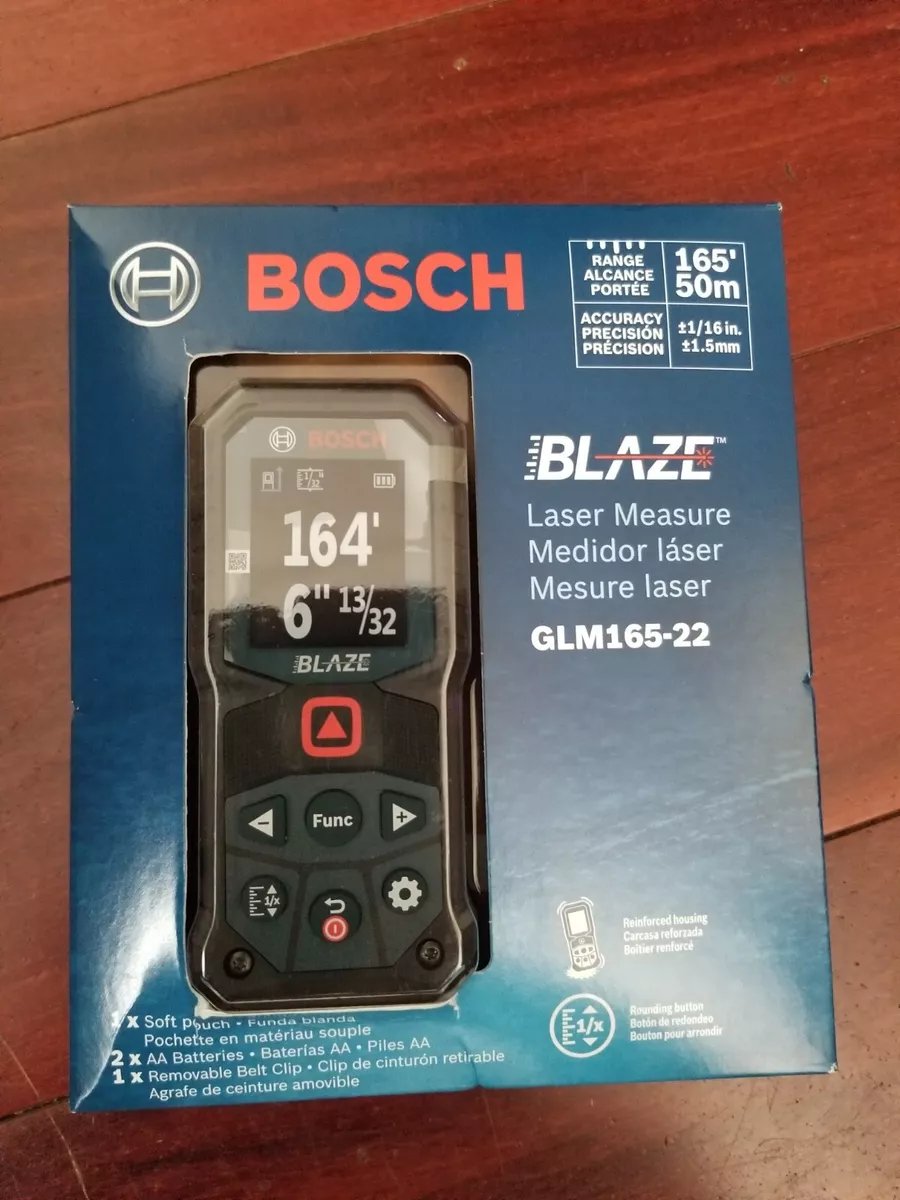 BOSCH
RANGE
ALCANCE
PORTÉE
165'
50m
ACCURACY
PRECISIÓN
PRÉCISION
±1/16 in.
±1.5mm
BOSCH
1/32"
164'
6" 13/32
BLAZE
Func
1/x
BLAZE™
Laser Measure
Medidor láser
Mesure laser
GLM165-22
Reinforced housing
Carcasa reforzada
Boîtier renforcé
1/x
Rounding button
Botón de redondeo
Bouton pour arrondir
1 x Soft pouch • Funda blanda
Pochette en matériau souple
2 x AA Batteries • Baterías AA • Piles AA
1 x Removable Belt Clip • Clip de cinturón retirable
Agrafe de ceinture amovible